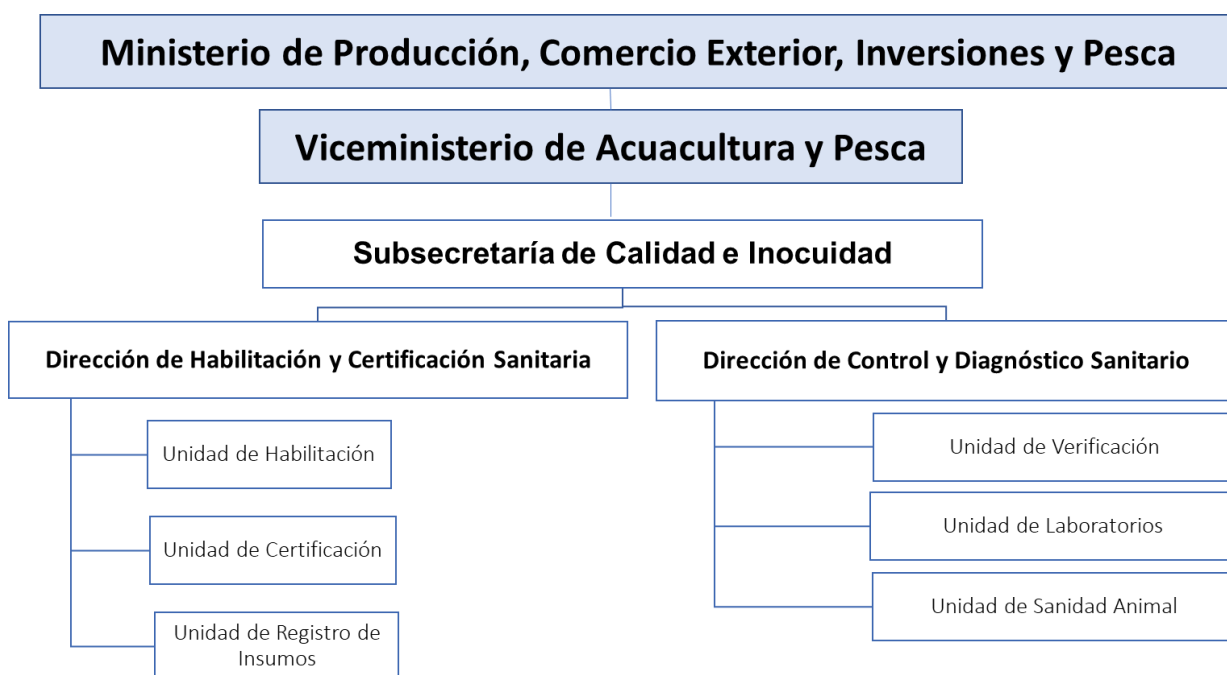 Ministerio de Producción, Comercio Exterior, Inversiones y Pesca
Viceministerio de Acuacultura y Pesca
Subsecretaría de Calidad e Inocuidad
Dirección de Habilitación y Certificación Sanitaria
Unidad de Habilitación
Unidad de Certificación
Unidad de Registro de
Insumos
Dirección de Control y Diagnóstico Sanitario
Unidad de Verificación
Unidad de Laboratorios
Unidad de Sanidad Animal